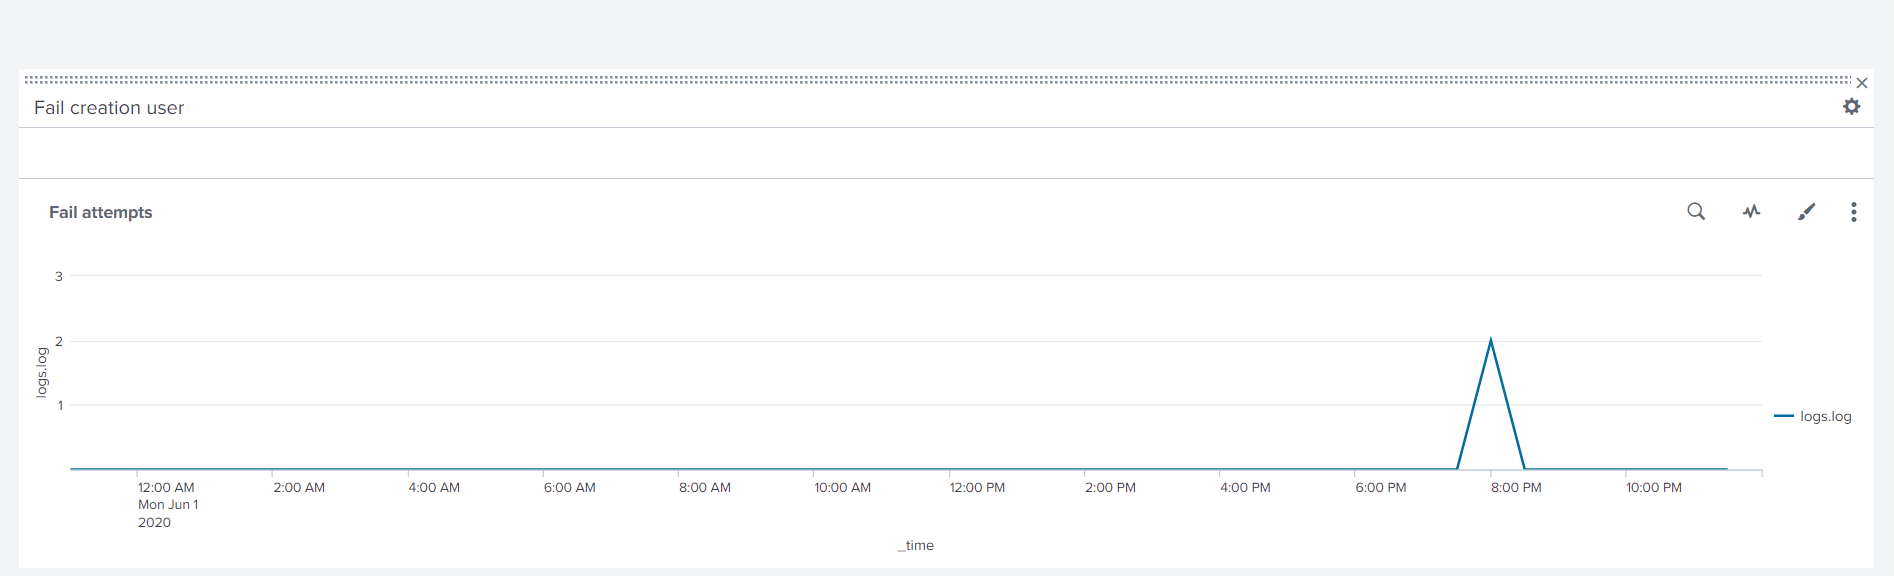 Fail creation user
Fail attempts
3
2
1
logs.log
logs.log
12:00 AM 2:00 AM 4:00 AM 6:00 AM 8:00 AM 10:00 AM 12:00 PM 2:00 PM 4:00 PM 6:00 PM 8:00 PM 10:00 PM
Mon Jun 1
2020
_time